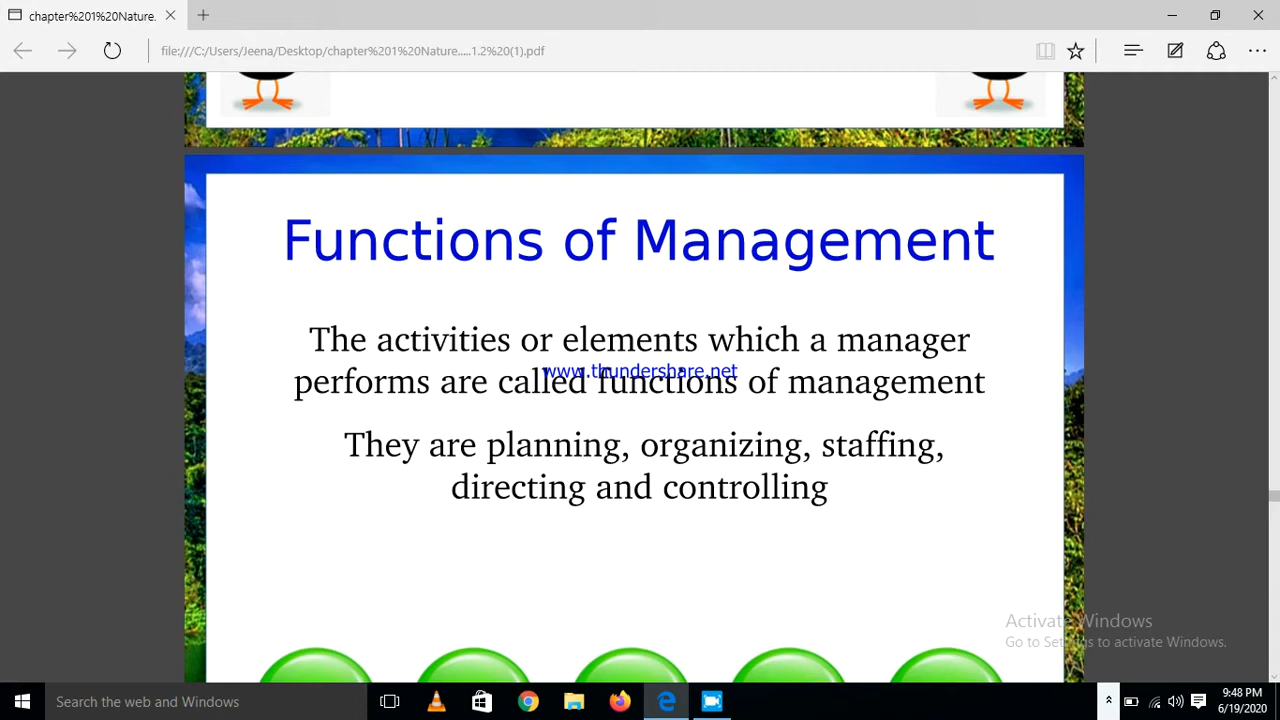 chapter%201%20Nature.
file:///C:/Users/Jeena/Desktop/chapter%201%20Nature.....1.2%20(1).pdf
Functions of Management
The activities or elements which a manager
www.thundershare.net
performs are called functions of management
They are planning, organizing, staffing,
directing and controlling
Activate Windows
Go to Settings to activate Windows.
Search the web and Windows
9:48 PM
6/19/2020